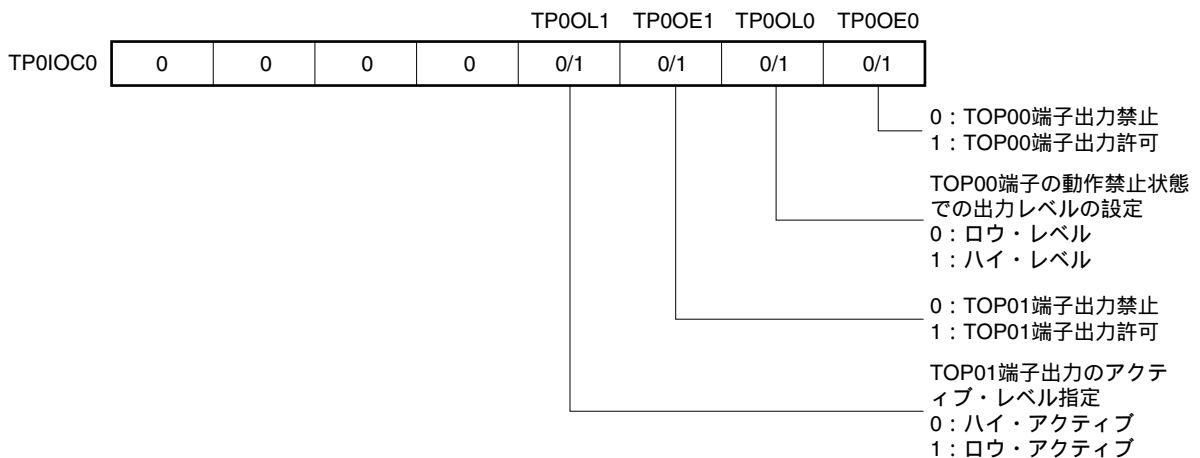 TP0OL1 TP0OE1 TP0OL0 TP0OE0
TP0IOC0 0 0 0 0 0/1 0/1 0/1 0/1
0：TOP00端子出力禁止
1：TOP00端子出力許可
TOP00端子の動作禁止状態
での出力レベルの設定
0：ロウ・レベル
1：ハイ・レベル
0：TOP01端子出力禁止
1：TOP01端子出力許可
TOP01端子出力のアクテ
ィブ・レベル指定
0：ハイ・アクティブ
1：ロウ・アクティブ